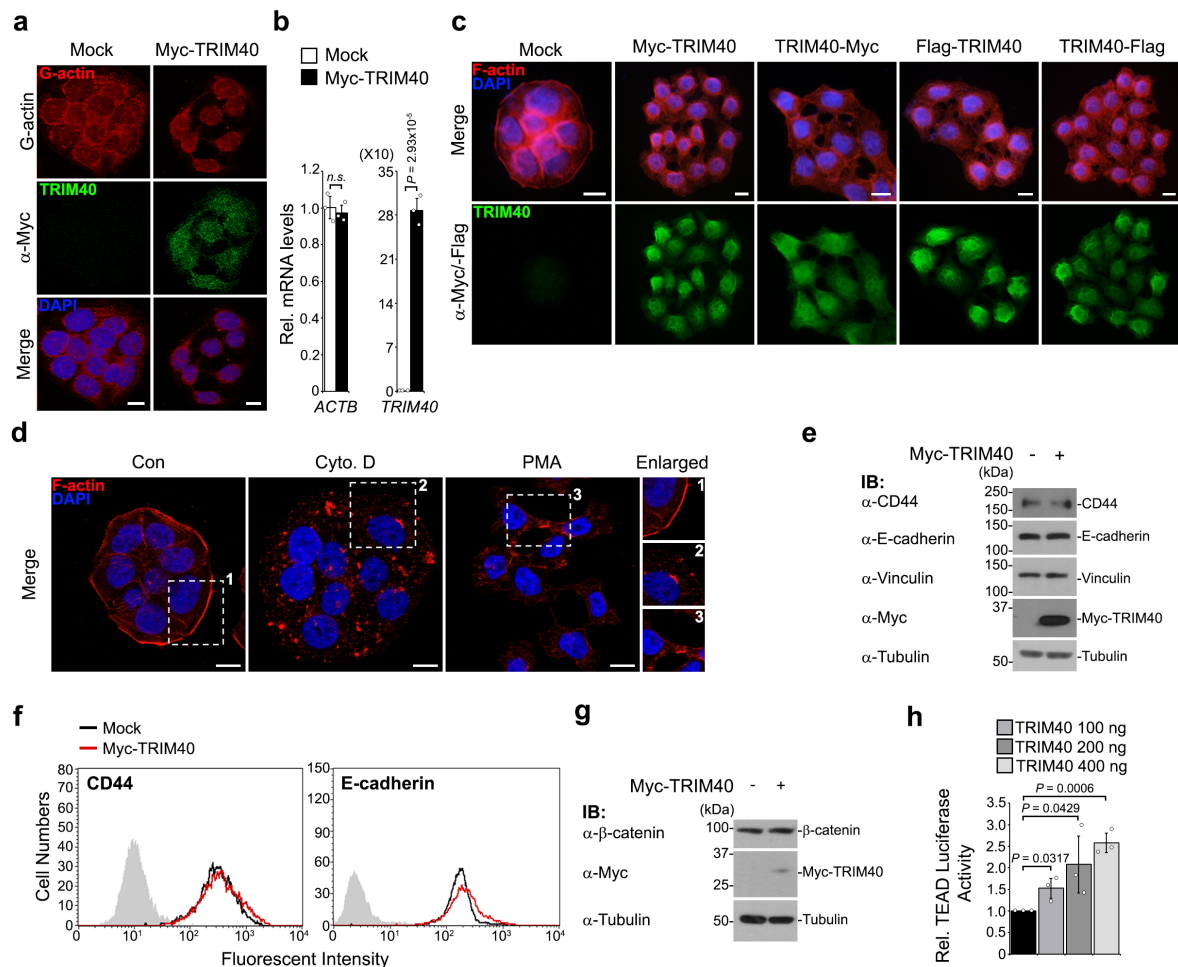 a
Mock Myc-TRIM40
G-actin
G-actin
TRIM40
α-Myc
DAPI
Merge
b
Mock
Myc-TRIM40
(X10)
Rel. mRNA levels
1.2
1.0
0.8
0.6
0.4
0.2
0
n.s.
ACTB
35
28
21
14
7
0
P = 2.93x10⁻⁵
TRIM40
c
Mock Myc-TRIM40 TRIM40-Myc Flag-TRIM40 TRIM40-Flag
F-actin
DAPI
Merge
TRIM40
α-Myc/-Flag
d
Con Cyto. D PMA Enlarged
F-actin
DAPI
Merge
1
2
3
1
2
3
e
Myc-TRIM40 - +
(kDa)
IB:
α-CD44 250- 150- -CD44
α-E-cadherin 150- 100- -E-cadherin
α-Vinculin 150- 100- -Vinculin
α-Myc 37- -Myc-TRIM40
α-Tubulin 50- -Tubulin
f
Mock
Myc-TRIM40
Cell Numbers
CD44
80
70
60
50
40
30
20
10
0
0 10¹ 10² 10³ 10⁴
E-cadherin
150
120
90
60
30
0
0 10 10² 10³ 10⁴
Fluorescent Intensity
g
Myc-TRIM40 - +
(kDa)
IB:
α-β-catenin 100- -β-catenin
α-Myc 37- 25- -Myc-TRIM40
α-Tubulin 50- -Tubulin
h
TRIM40 100 ng
TRIM40 200 ng
TRIM40 400 ng
Rel. TEAD Luciferase
Activity
3.5
3.0
2.5
2.0
1.5
1.0
0.5
0
P = 0.0006
P = 0.0429
P = 0.0317